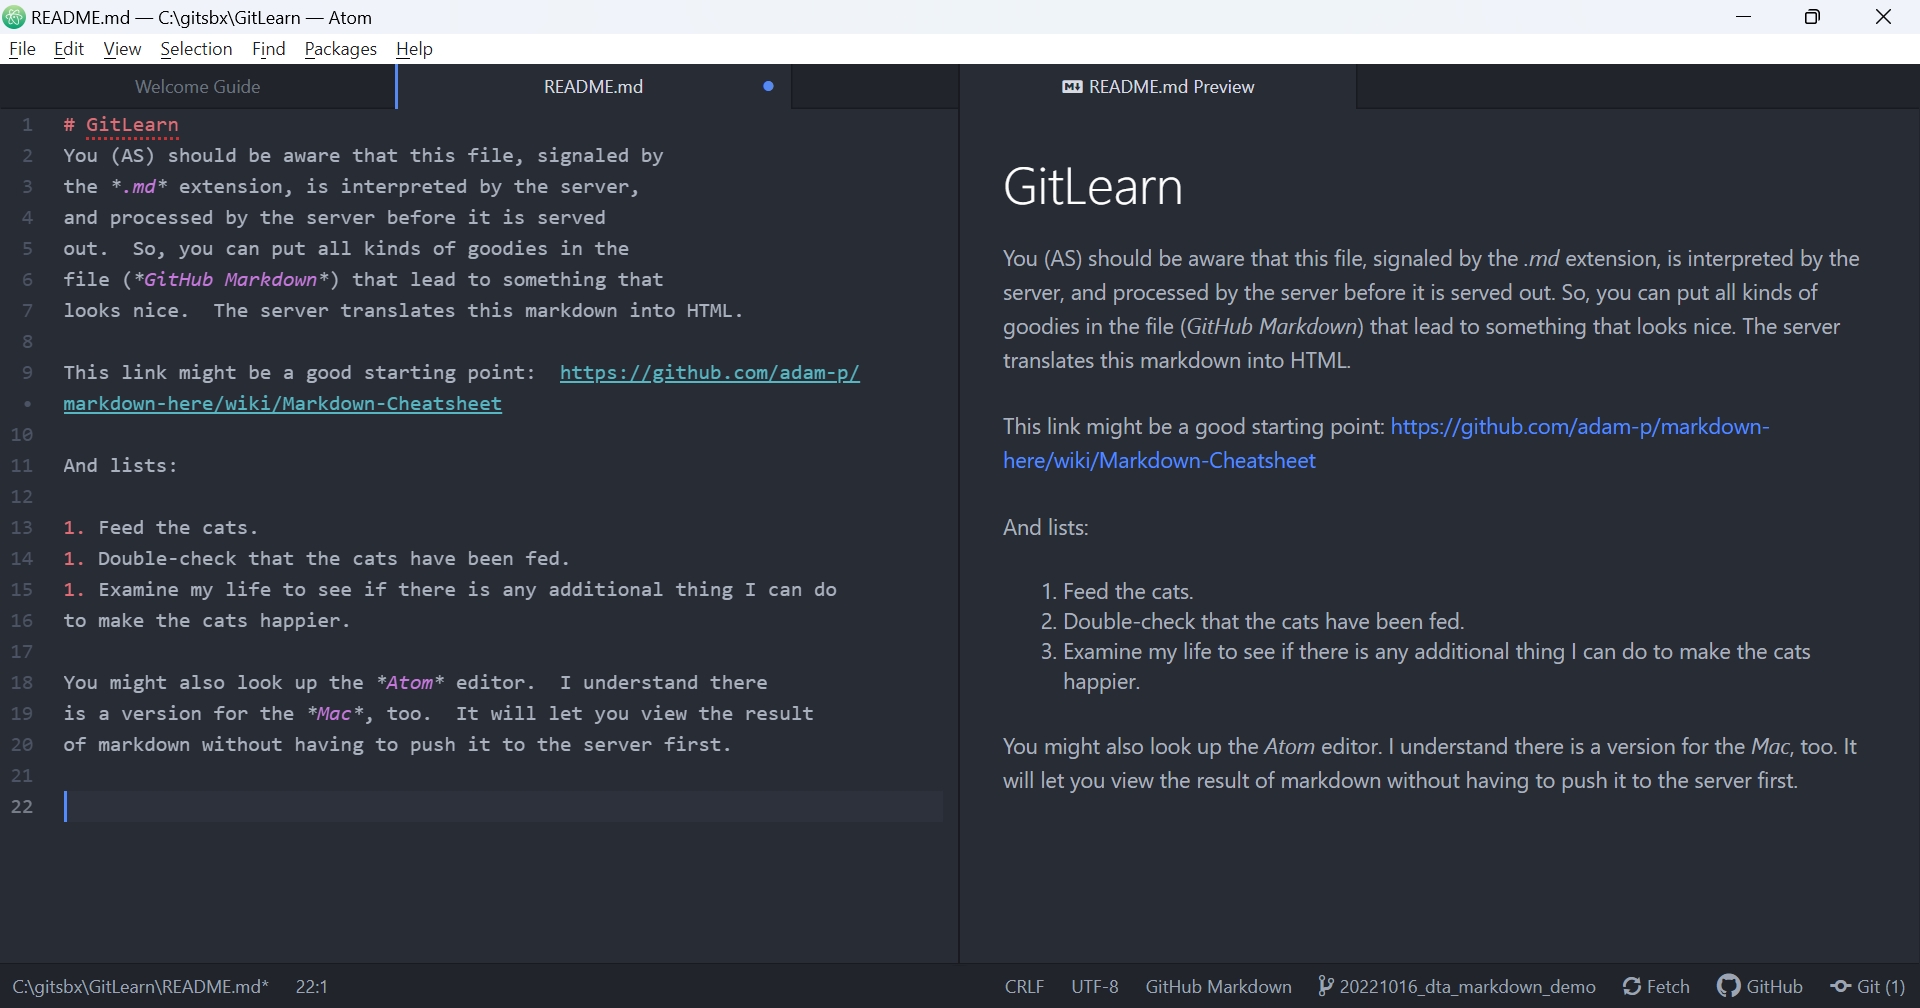 README.md — C:\gitsbx\GitLearn — Atom
File Edit View Selection Find Packages Help
Welcome Guide README.md README.md Preview
1 # GitLearn
2 You (AS) should be aware that this file, signaled by
3 the *.md* extension, is interpreted by the server,
4 and processed by the server before it is served
5 out.  So, you can put all kinds of goodies in the
6 file (*GitHub Markdown*) that lead to something that
7 looks nice.  The server translates this markdown into HTML.
8
9 This link might be a good starting point:  https://github.com/adam-p/
• markdown-here/wiki/Markdown-Cheatsheet
10
11 And lists:
12
13 1. Feed the cats.
14 1. Double-check that the cats have been fed.
15 1. Examine my life to see if there is any additional thing I can do
16 to make the cats happier.
17
18 You might also look up the *Atom* editor.  I understand there
19 is a version for the *Mac*, too.  It will let you view the result
20 of markdown without having to push it to the server first.
21
22
GitLearn
You (AS) should be aware that this file, signaled by the .md extension, is interpreted by the
server, and processed by the server before it is served out. So, you can put all kinds of
goodies in the file (GitHub Markdown) that lead to something that looks nice. The server
translates this markdown into HTML.
This link might be a good starting point: https://github.com/adam-p/markdown-
here/wiki/Markdown-Cheatsheet
And lists:
1. Feed the cats.
2. Double-check that the cats have been fed.
3. Examine my life to see if there is any additional thing I can do to make the cats
happier.
You might also look up the Atom editor. I understand there is a version for the Mac, too. It
will let you view the result of markdown without having to push it to the server first.
C:\gitsbx\GitLearn\README.md* 22:1 CRLF UTF-8 GitHub Markdown 20221016_dta_markdown_demo Fetch GitHub Git (1)